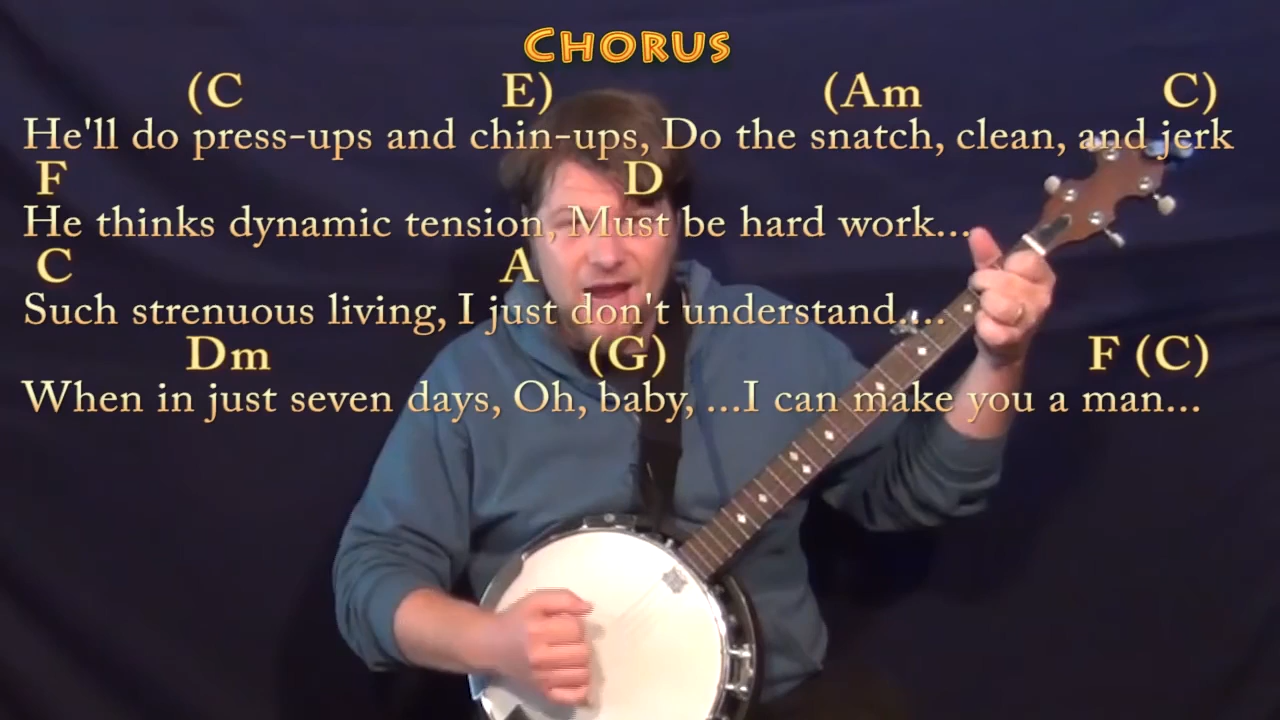 CHORUS
(C E) (Am C)
He'll do press-ups and chin-ups, Do the snatch, clean, and jerk
F D
He thinks dynamic tension, Must be hard work...
C A
Such strenuous living, I just don't understand....
Dm (G) F (C)
When in just seven days, Oh, baby, ...I can make you a man...